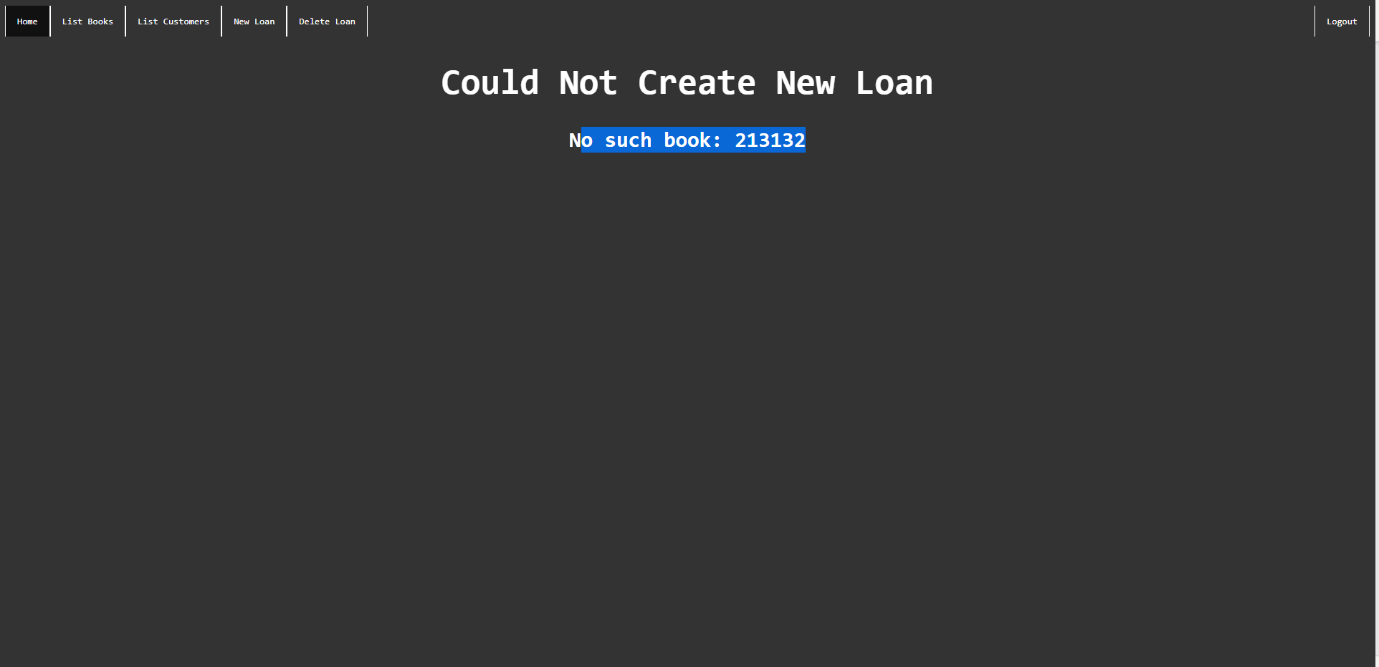 Home List Books List Customers New Loan Delete Loan Logout
Could Not Create New Loan
No such book: 213132